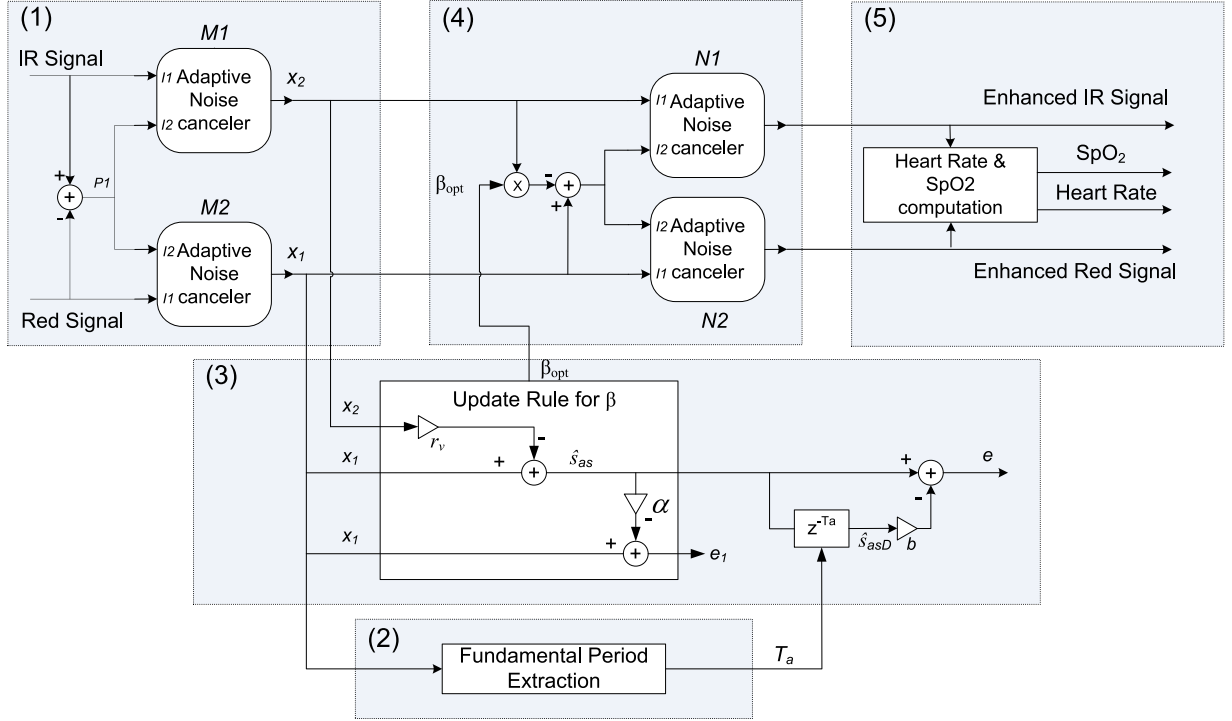 (1)
IR Signal
M1
I1 Adaptive
Noise
I2 canceler
x2
+
+
-
P1
M2
I2 Adaptive
Noise
I1 canceler
x1
Red Signal
(4)
N1
I1 Adaptive
Noise
I2 canceler
βopt
x
-
+
+
I2 Adaptive
Noise
I1 canceler
N2
(5)
Enhanced IR Signal
Heart Rate &
SpO2
computation
SpO2
Heart Rate
Enhanced Red Signal
(3)
βopt
Update Rule for β
x2
rv
-
x1
+
+
ŝas
α
-
x1
+
+
e1
+
+
e
-
z-Ta
ŝasD
b
(2)
Fundamental Period
Extraction
Ta